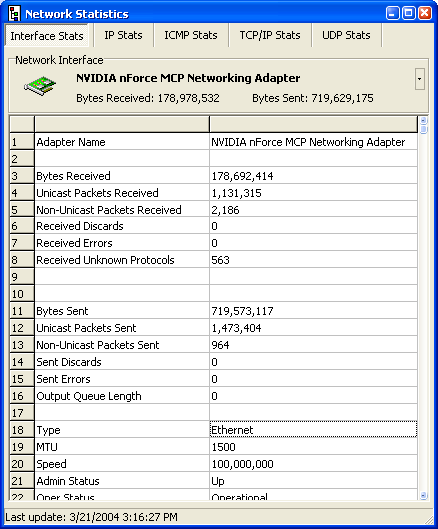 Network Statistics
Interface Stats IP Stats ICMP Stats TCP/IP Stats UDP Stats
Network Interface
NVIDIA nForce MCP Networking Adapter
Bytes Received: 178,978,532 Bytes Sent: 719,629,175
1 Adapter Name NVIDIA nForce MCP Networking Adapter
2
3 Bytes Received 178,692,414
4 Unicast Packets Received 1,131,315
5 Non-Unicast Packets Received 2,186
6 Received Discards 0
7 Received Errors 0
8 Received Unknown Protocols 563
9
10
11 Bytes Sent 719,573,117
12 Unicast Packets Sent 1,473,404
13 Non-Unicast Packets Sent 964
14 Sent Discards 0
15 Sent Errors 0
16 Output Queue Length 0
17
18 Type Ethernet
19 MTU 1500
20 Speed 100,000,000
21 Admin Status Up
22 Oper Status Operational
Last update: 3/21/2004 3:16:27 PM